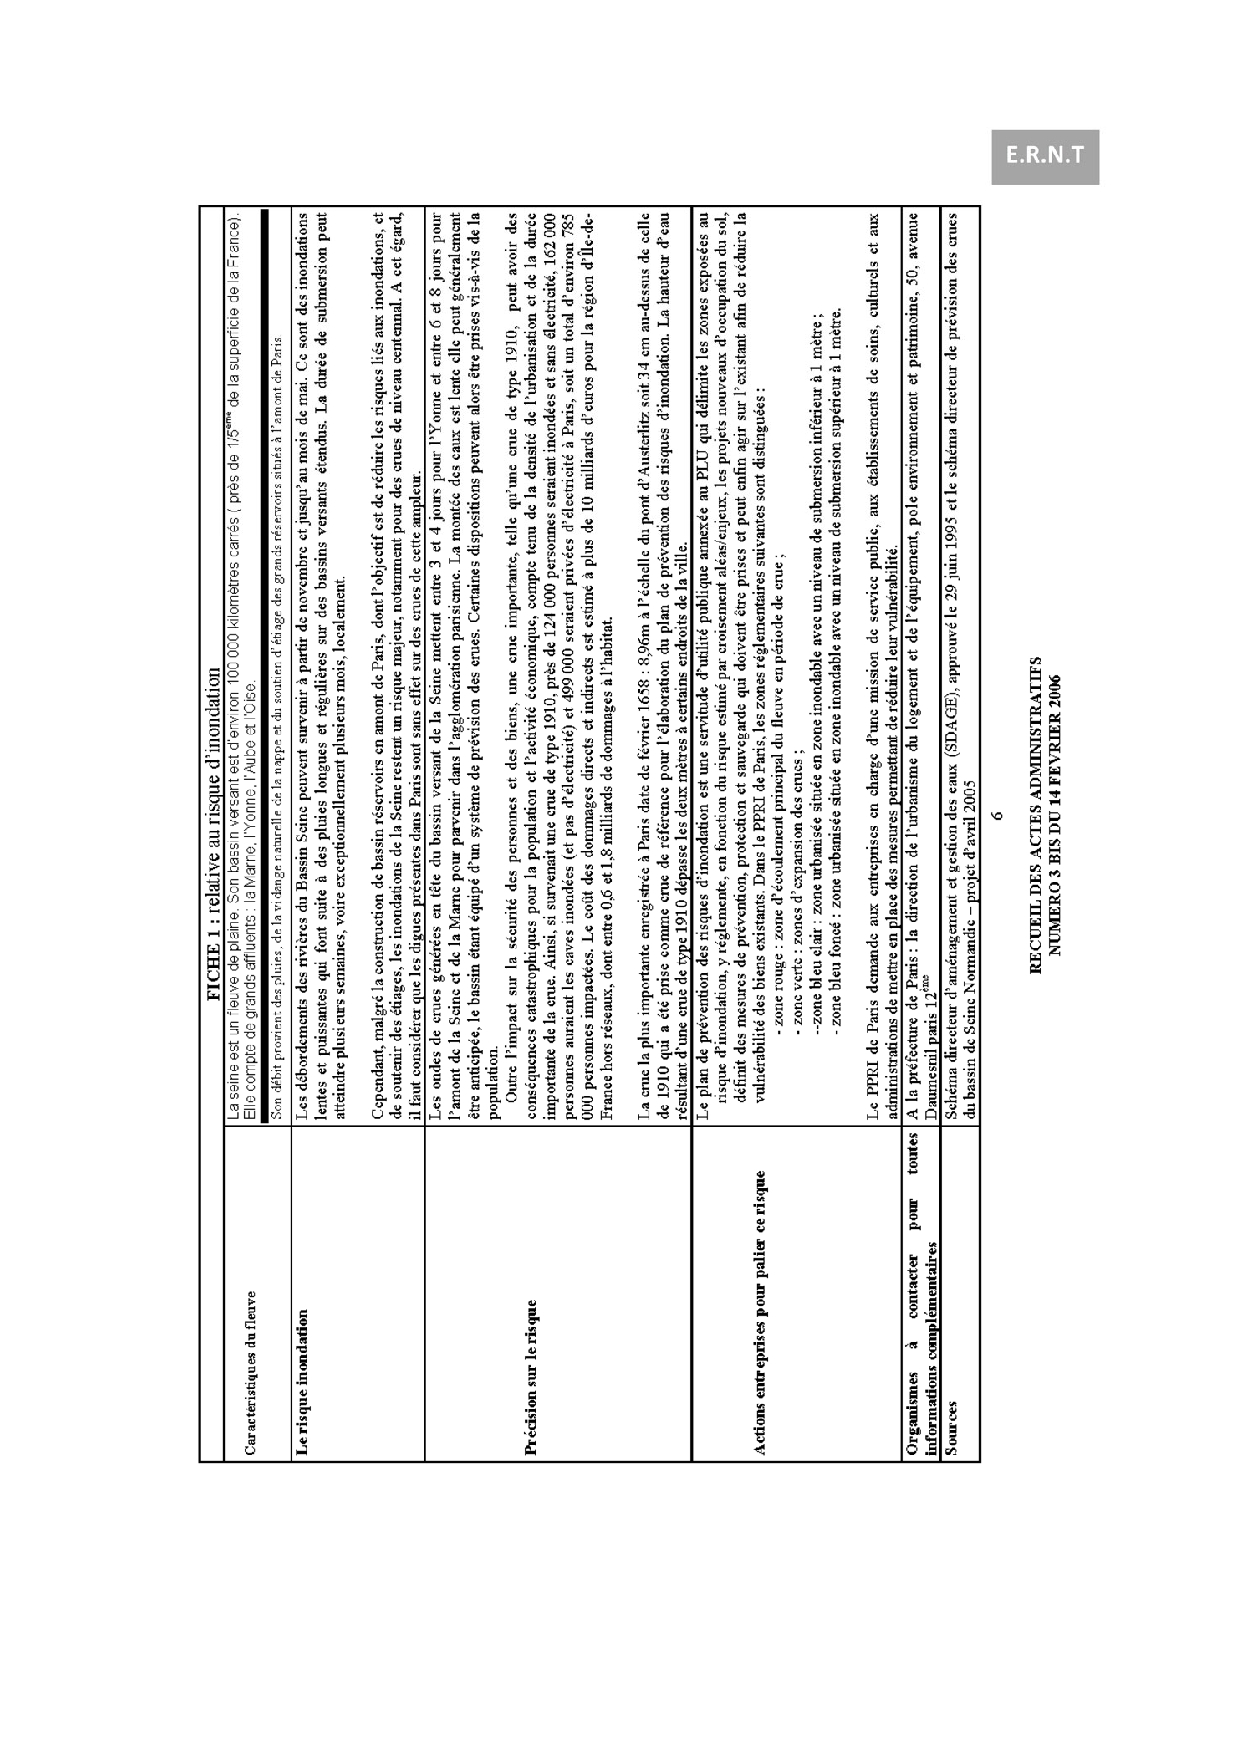 E.R.N.T
FICHE 1 : relative au risque d'inondation
Caractéristiques du fleuve
La seine est un fleuve de plaine. Son bassin versant est d'environ 100 000 kilomètres carrés ( près de 1/5ème de la superficie de la France).
Elle compte de grands affluents : la Marne, l'Yonne, l'Aube et l'Oise.
Son débit provient des pluies, de la vidange naturelle de la nappe et du soutien d'étiage des grands réservoirs situés à l'amont de Paris
Le risque inondation
Les débordements des rivières du Bassin Seine peuvent survenir à partir de novembre et jusqu'au mois de mai. Ce sont des inondations
lentes et puissantes qui font suite à des pluies longues et régulières sur des bassins versants étendus. La durée de submersion peut
atteindre plusieurs semaines, voire exceptionnellement plusieurs mois, localement.
Cependant, malgré la construction de bassin réservoirs en amont de Paris, dont l'objectif est de réduire les risques liés aux inondations, et
de soutenir des étiages, les inondations de la Seine restent un risque majeur, notamment pour des crues de niveau centennal. A cet égard,
il faut considérer que les digues présentes dans Paris sont sans effet sur des crues de cette ampleur.
Précision sur le risque
Les ondes de crues générées en tête du bassin versant de la Seine mettent entre 3 et 4 jours pour l'Yonne et entre 6 et 8 jours pour
l'amont de la Seine et de la Marne pour parvenir dans l'agglomération parisienne. La montée des eaux est lente elle peut généralement
être anticipée, le bassin étant équipé d'un système de prévision des crues. Certaines dispositions peuvent alors être prises vis-à-vis de la
population.
Outre l'impact sur la sécurité des personnes et des biens, une crue importante, telle qu'une crue de type 1910, peut avoir des
conséquences catastrophiques pour la population et l'activité économique, compte tenu de la densité de l'urbanisation et de la durée
importante de la crue. Ainsi, si survenait une crue de type 1910, près de 124 000 personnes seraient inondées et sans électricité, 162 000
personnes auraient les caves inondées (et pas d'électricité) et 499 000 seraient privées d'électricité à Paris, soit un total d'environ 785
000 personnes impactées. Le coût des dommages directs et indirects est estimé à plus de 10 milliards d'euros pour la région d'Île-de-
France hors réseaux, dont entre 0,6 et 1,8 milliards de dommages à l'habitat.
La crue la plus importante enregistrée à Paris date de février 1658 : 8,96m à l'échelle du pont d'Austerlitz soit 34 cm au-dessus de celle
de 1910 qui a été prise comme crue de référence pour l'élaboration du plan de prévention des risques d'inondation. La hauteur d'eau
résultant d'une crue de type 1910 dépasse les deux mètres à certains endroits de la ville.
Actions entreprises pour palier ce risque
Le plan de prévention des risques d'inondation est une servitude d'utilité publique annexée au PLU qui délimite les zones exposées au
risque d'inondation, y réglemente, en fonction du risque estimé par croisement aléas/enjeux, les projets nouveaux d'occupation du sol,
définit des mesures de prévention, protection et sauvegarde qui doivent être prises et peut enfin agir sur l'existant afin de réduire la
vulnérabilité des biens existants. Dans le PPRI de Paris, les zones réglementaires suivantes sont distinguées :
- zone rouge : zone d'écoulement principal du fleuve en période de crue ;
- zone verte : zones d'expansion des crues ;
--zone bleu clair : zone urbanisée située en zone inondable avec un niveau de submersion inférieur à 1 mètre ;
- zone bleu foncé : zone urbanisée située en zone inondable avec un niveau de submersion supérieur à 1 mètre.
Le PPRI de Paris demande aux entreprises en charge d'une mission de service public, aux établissements de soins, culturels et aux
administrations de mettre en place des mesures permettant de réduire leur vulnérabilité.
Organismes à contacter pour toutes
informations complémentaires
A la préfecture de Paris : la direction de l'urbanisme du logement et de l'équipement, pole environnement et patrimoine, 50, avenue
Daumesnil paris 12ème
Sources
Schéma directeur d'aménagement et gestion des eaux (SDAGE), approuvé le 29 juin 1995 et le schéma directeur de prévision des crues
du bassin de Seine Normandie – projet d'avril 2005
6
RECUEIL DES ACTES ADMINISTRATIFS
NUMERO 3 BIS DU 14 FEVRIER 2006